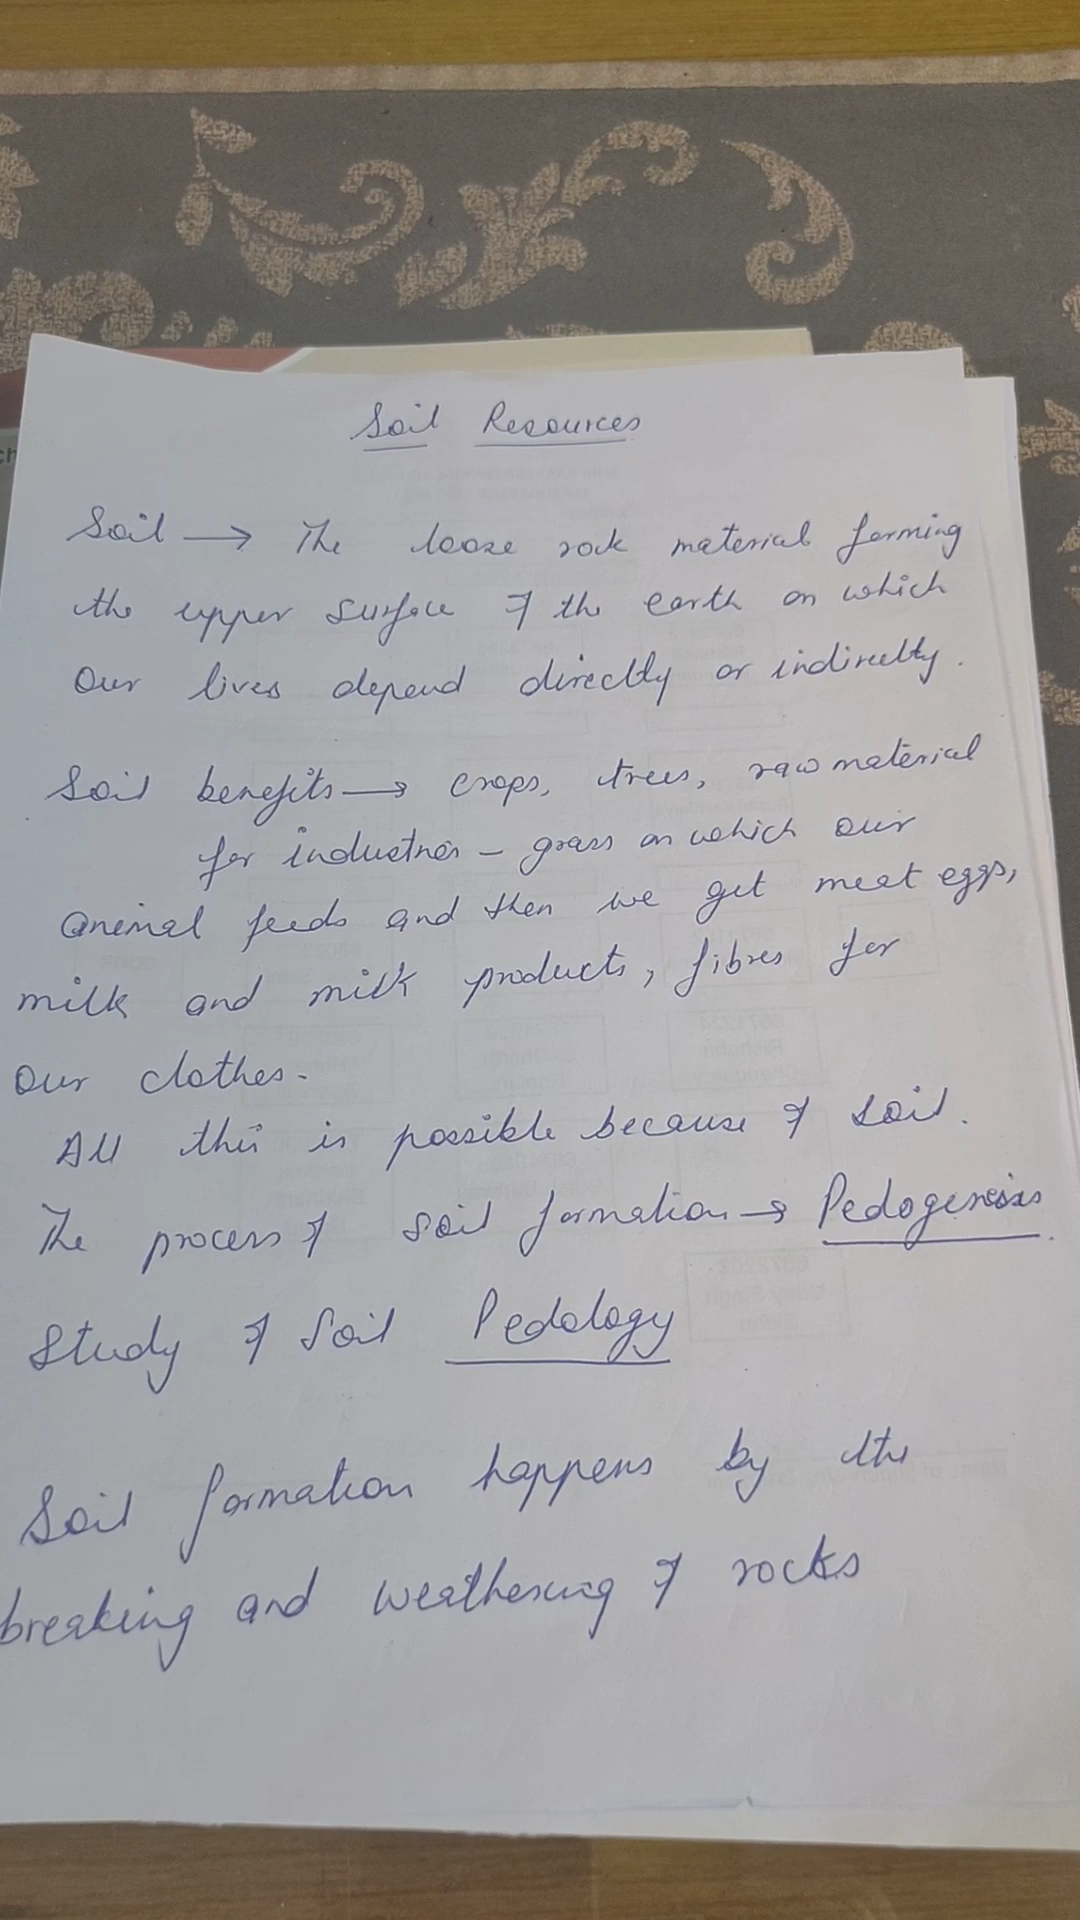 Soil Resources
Soil → The loose rock material forming
the upper surface of the earth on which
our lives depend directly or indirectly.
Soil benefits → crops, trees, raw material
for industries - grass on which our
animal feeds and then we get meat eggs,
milk and milk products, fibres for
our clothes.
All this is possible because of soil.
The process of soil formation → Pedogenesis.
Study of Soil Pedology
Soil formation happens by the
breaking and weathering of rocks